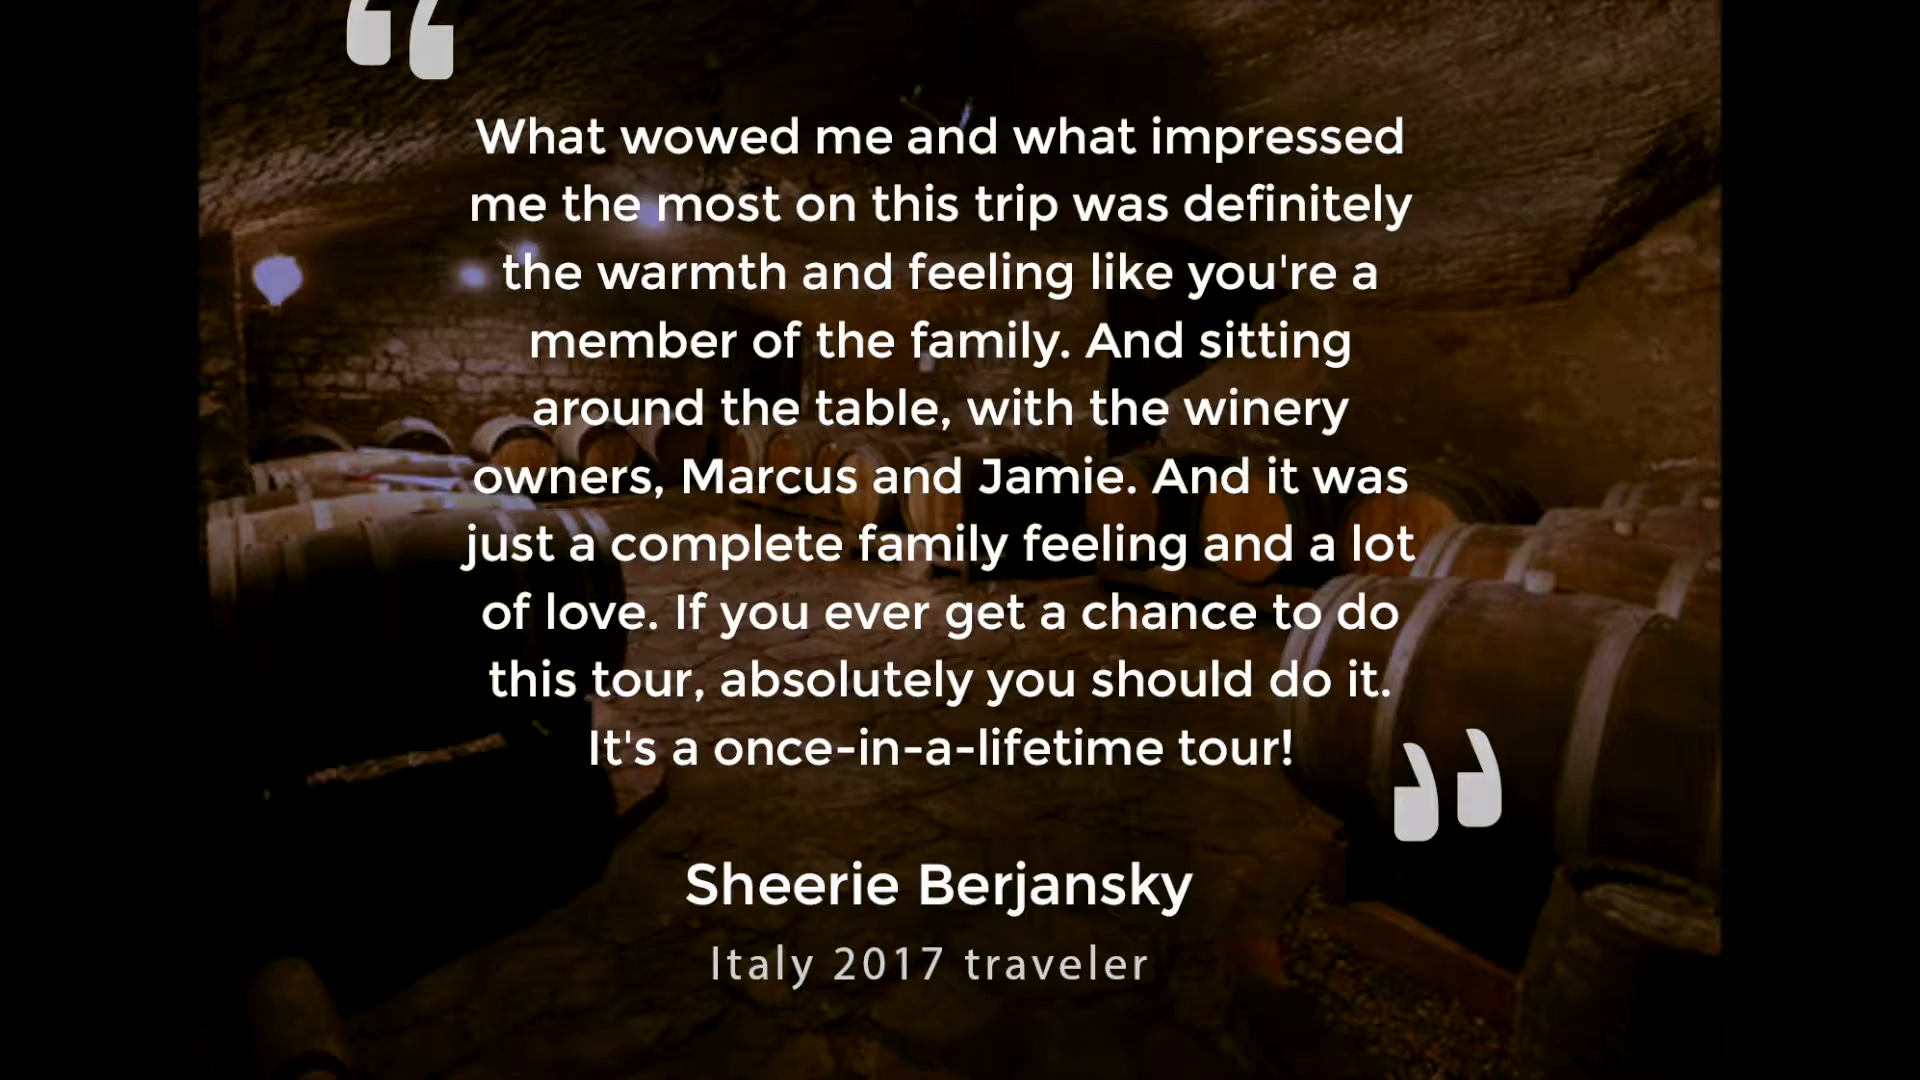 “
What wowed me and what impressed
me the most on this trip was definitely
the warmth and feeling like you're a
member of the family. And sitting
around the table, with the winery
owners, Marcus and Jamie. And it was
just a complete family feeling and a lot
of love. If you ever get a chance to do
this tour, absolutely you should do it.
It's a once-in-a-lifetime tour!
”
Sheerie Berjansky
Italy 2017 traveler